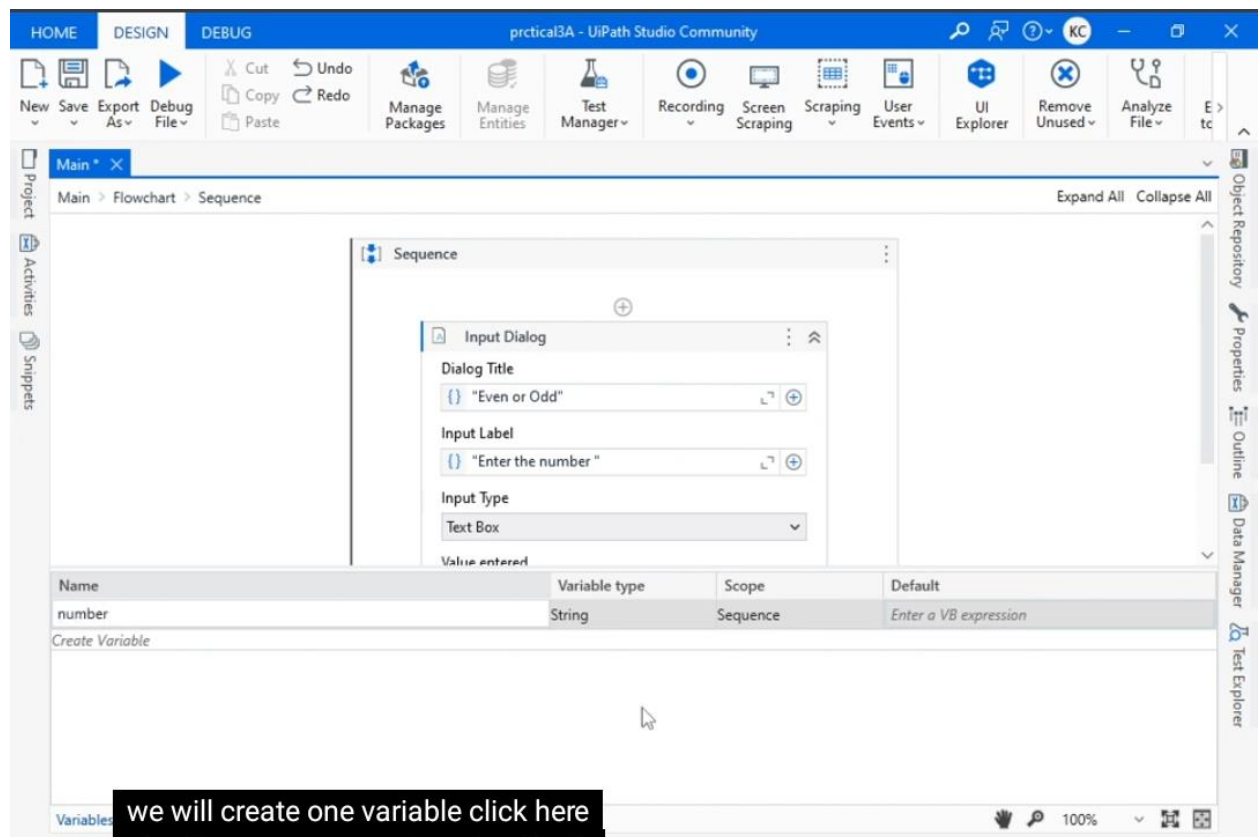 HOME DESIGN DEBUG prctical3A - UiPath Studio Community KC
New Save Export As Debug File
Cut Copy Paste
Undo Redo
Manage Packages
Manage Entities
Test Manager
Recording
Screen Scraping
Scraping
User Events
UI Explorer
Remove Unused
Analyze File
Main *
Main > Flowchart > Sequence
Expand All Collapse All
Project
Activities
Snippets
Sequence
Input Dialog
Dialog Title
{} "Even or Odd"
Input Label
{} "Enter the number "
Input Type
Text Box
Value entered
Name Variable type Scope Default
number String Sequence Enter a VB expression
Create Variable
Object Repository
Properties
Outline
Data Manager
Test Explorer
we will create one variable click here
Variables 100%